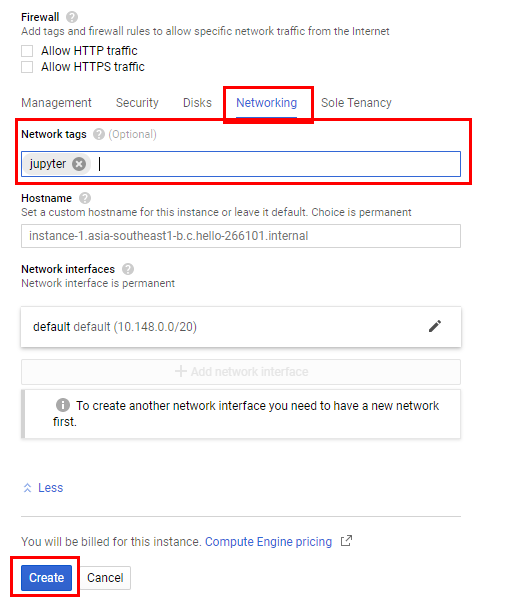 Firewall
Add tags and firewall rules to allow specific network traffic from the Internet
Allow HTTP traffic
Allow HTTPS traffic
Management Security Disks Networking Sole Tenancy
Network tags (Optional)
jupyter
Hostname
Set a custom hostname for this instance or leave it default. Choice is permanent
instance-1.asia-southeast1-b.c.hello-266101.internal
Network interfaces
Network interface is permanent
default default (10.148.0.0/20)
Add network interface
To create another network interface you need to have a new network
first.
Less
You will be billed for this instance. Compute Engine pricing
Create Cancel